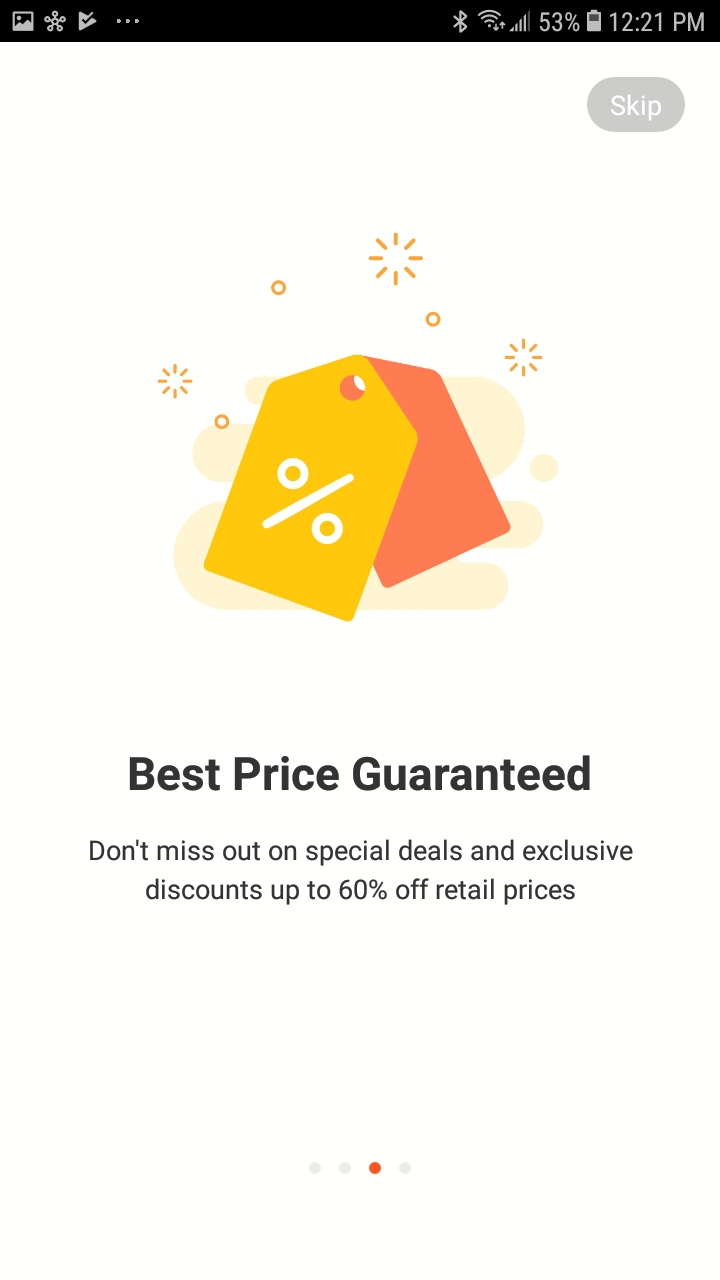 53% 12:21 PM
Skip
%
Best Price Guaranteed
Don't miss out on special deals and exclusive
discounts up to 60% off retail prices